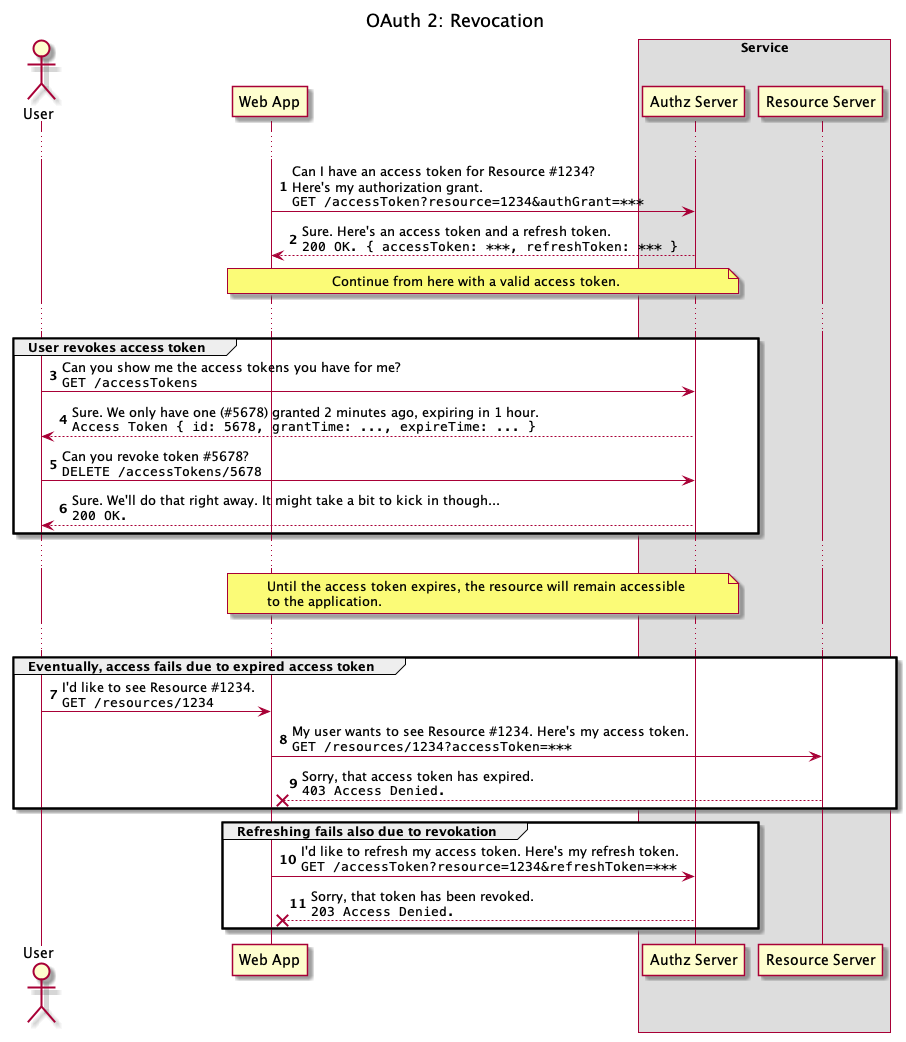 OAuth 2: Revocation
Service
User
Web App
Authz Server
Resource Server
Can I have an access token for Resource #1234?
1 Here's my authorization grant.
GET /accessToken?resource=1234&authGrant=***
2 Sure. Here's an access token and a refresh token.
200 OK. { accessToken: ***, refreshToken: *** }
Continue from here with a valid access token.
User revokes access token
3 Can you show me the access tokens you have for me?
GET /accessTokens
4 Sure. We only have one (#5678) granted 2 minutes ago, expiring in 1 hour.
Access Token { id: 5678, grantTime: ..., expireTime: ... }
5 Can you revoke token #5678?
DELETE /accessTokens/5678
6 Sure. We'll do that right away. It might take a bit to kick in though...
200 OK.
Until the access token expires, the resource will remain accessible
to the application.
Eventually, access fails due to expired access token
7 I'd like to see Resource #1234.
GET /resources/1234
8 My user wants to see Resource #1234. Here's my access token.
GET /resources/1234?accessToken=***
9 Sorry, that access token has expired.
403 Access Denied.
Refreshing fails also due to revokation
10 I'd like to refresh my access token. Here's my refresh token.
GET /accessToken?resource=1234&refreshToken=***
11 Sorry, that token has been revoked.
203 Access Denied.
User
Web App
Authz Server
Resource Server